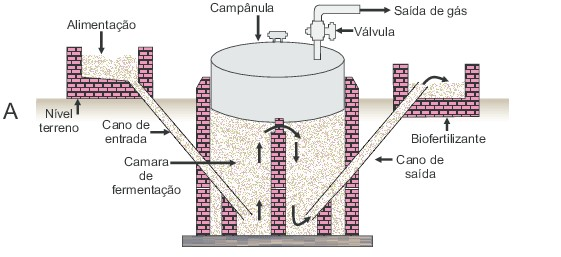 Campânula
Saída de gás
Válvula
Alimentação
A
Nível
terreno
Cano de
entrada
Camara
de
fermentação
Biofertilizante
Cano de
saída